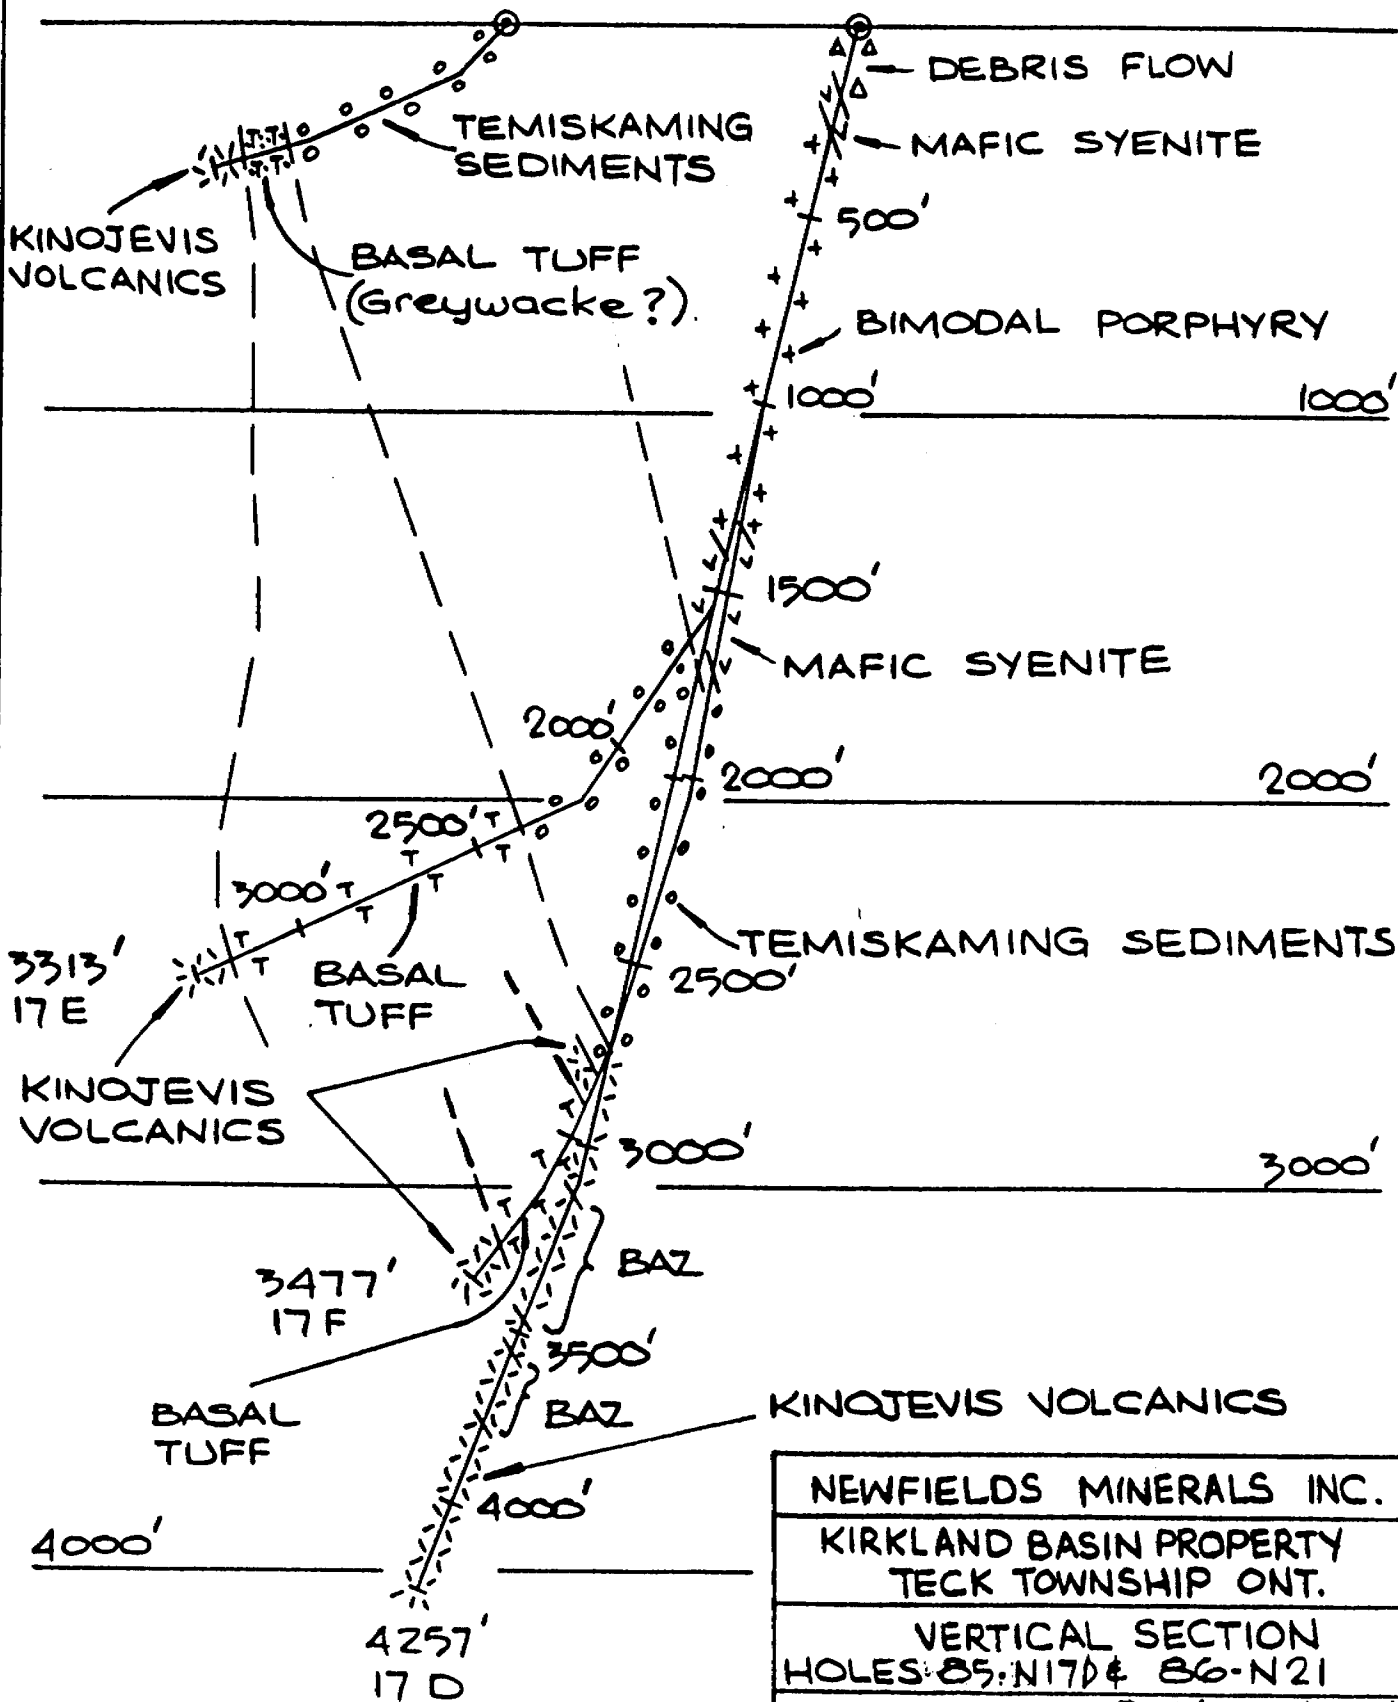 DEBRIS FLOW
TEMISKAMING
SEDIMENTS
MAFIC SYENITE
500'
KINOJEVIS
VOLCANICS
BASAL TUFF
(Greywacke?)
BIMODAL PORPHYRY
1000'
1000'
1500'
MAFIC SYENITE
2000'
2000'
2000'
2500'
3000'
TEMISKAMING SEDIMENTS
3313'
17 E
BASAL
TUFF
2500'
KINOJEVIS
VOLCANICS
3000'
3000'
BAZ
3477'
17 F
3500'
BAZ
BASAL
TUFF
KINOJEVIS VOLCANICS
4000'
4000'
4257'
17 D
NEWFIELDS MINERALS INC.
KIRKLAND BASIN PROPERTY
TECK TOWNSHIP ONT.
VERTICAL SECTION
HOLES: 85-N17D & 86-N21